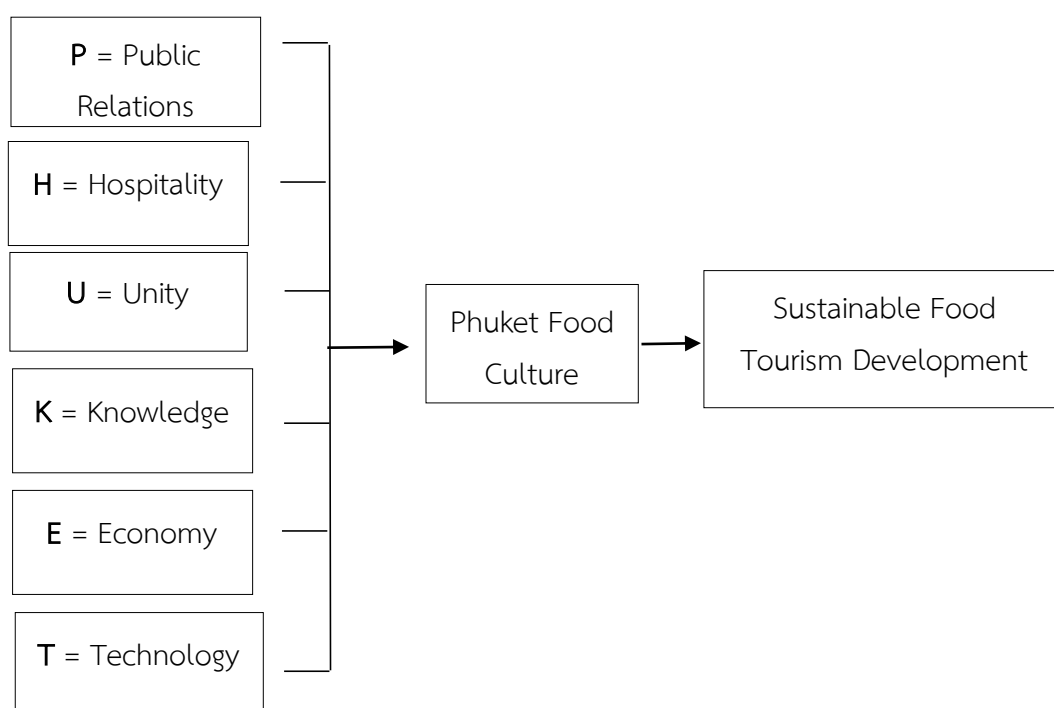 P = Public
Relations
H = Hospitality
U = Unity
K = Knowledge
E = Economy
T = Technology
Phuket Food
Culture
Sustainable Food
Tourism Development